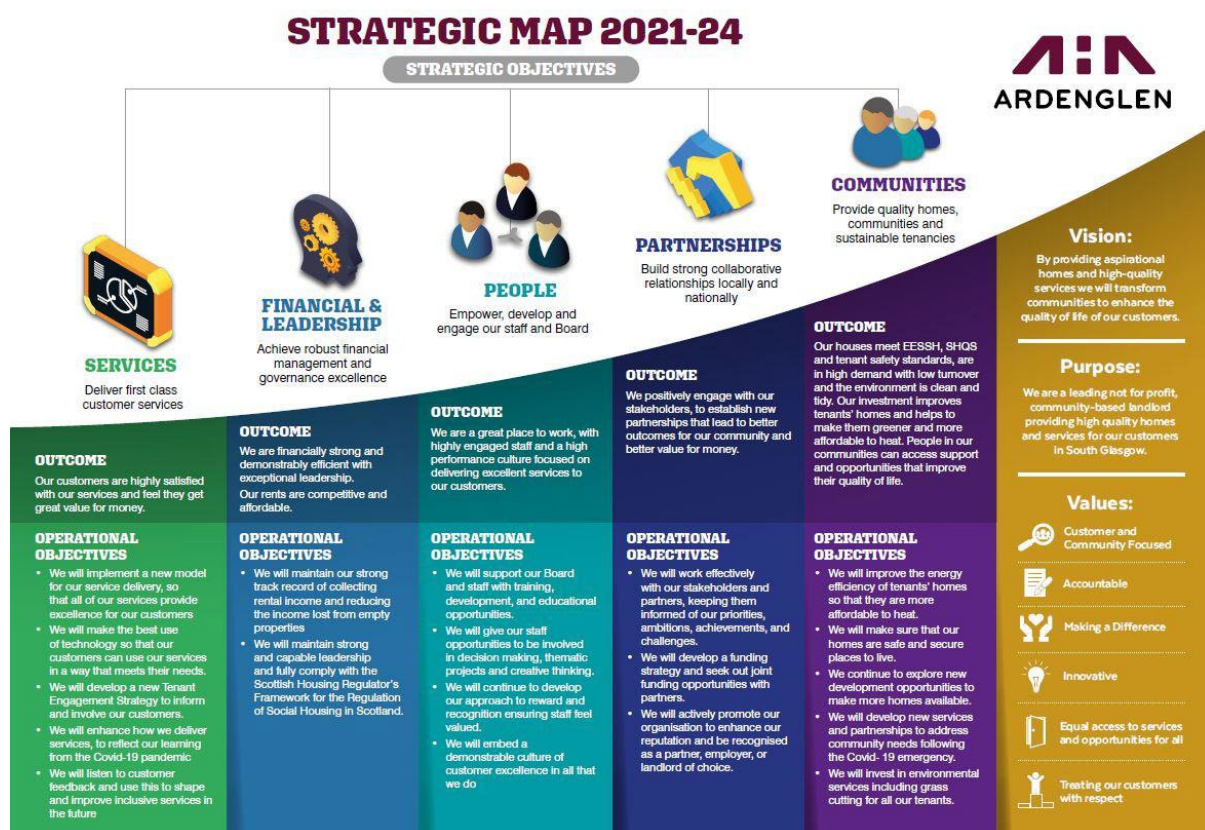 STRATEGIC MAP 2021-24
STRATEGIC OBJECTIVES
ARDENGLEN
SERVICES
Deliver first class
customer services
OUTCOME
Our customers are highly satisfied
with our services and feel they get
great value for money.
OPERATIONAL
OBJECTIVES
• We will implement a new model
for our service delivery, so
that all of our services provide
excellence for our customers
• We will make the best use
of technology so that our
customers can use our services
in a way that meets their needs.
• We will develop a new Tenant
Engagement Strategy to inform
and involve our customers.
• We will enhance how we deliver
services, to reflect our learning
from the Covid-19 pandemic
• We will listen to customer
feedback and use this to shape
and improve inclusive services in
the future
FINANCIAL &
LEADERSHIP
Achieve robust financial
management and
governance excellence
OUTCOME
We are financially strong and
demonstrably efficient with
exceptional leadership.
Our rents are competitive and
affordable.
OPERATIONAL
OBJECTIVES
• We will maintain our strong
track record of collecting
rental income and reducing
the income lost from empty
properties
• We will maintain strong
and capable leadership
and fully comply with the
Scottish Housing Regulator's
Framework for the Regulation
of Social Housing in Scotland.
PEOPLE
Empower, develop and
engage our staff and Board
OUTCOME
We are a great place to work, with
highly engaged staff and a high
performance culture focused on
delivering excellent services to
our customers.
OPERATIONAL
OBJECTIVES
• We will support our Board
and staff with training,
development, and educational
opportunities.
• We will give our staff
opportunities to be involved
in decision making, thematic
projects and creative thinking.
• We will continue to develop
our approach to reward and
recognition ensuring staff feel
valued.
• We will embed a
demonstrable culture of
customer excellence in all that
we do
PARTNERSHIPS
Build strong collaborative
relationships locally and
nationally
OUTCOME
We positively engage with our
stakeholders, to establish new
partnerships that lead to better
outcomes for our community and
better value for money.
OPERATIONAL
OBJECTIVES
• We will work effectively
with our stakeholders and
partners, keeping them
informed of our priorities,
ambitions, achievements, and
challenges.
• We will develop a funding
strategy and seek out joint
funding opportunities with
partners.
• We will actively promote our
organisation to enhance our
reputation and be recognised
as a partner, employer, or
landlord of choice.
COMMUNITIES
Provide quality homes,
communities and
sustainable tenancies
OUTCOME
Our houses meet EESSH, SHQS
and tenant safety standards, are
in high demand with low turnover
and the environment is clean and
tidy. Our investment improves
tenants' homes and helps to
make them greener and more
affordable to heat. People in our
communities can access support
and opportunities that improve
their quality of life.
OPERATIONAL
OBJECTIVES
• We will improve the energy
efficiency of tenants' homes
so that they are more
affordable to heat.
• We will make sure that our
homes are safe and secure
places to live.
• We continue to explore new
development opportunities to
make more homes available.
• We will develop new services
and partnerships to address
community needs following
the Covid- 19 emergency.
• We will invest in environmental
services including grass
cutting for all our tenants.
Vision:
By providing aspirational
homes and high-quality
services we will transform
communities to enhance the
quality of life of our customers.
Purpose:
We are a leading not for profit,
community-based landlord
providing high quality homes
and services for our customers
in South Glasgow.
Values:
Customer and
Community Focused
Accountable
Making a Difference
Innovative
Equal access to services
and opportunities for all
Treating our customers
with respect